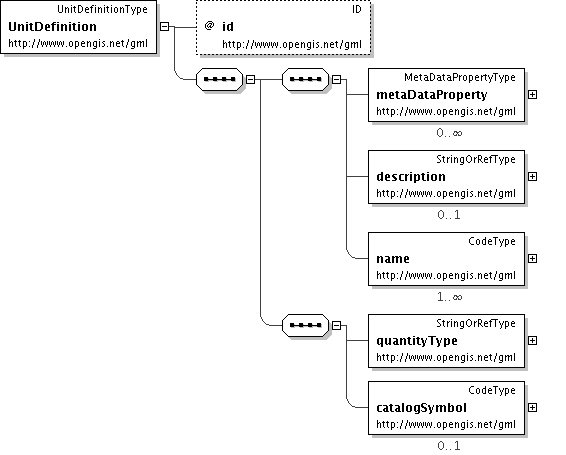 UnitDefinitionType
UnitDefinition
http://www.opengis.net/gml
ID
@ id
http://www.opengis.net/gml
MetaDataPropertyType
metaDataProperty
http://www.opengis.net/gml
0..∞
StringOrRefType
description
http://www.opengis.net/gml
0..1
CodeType
name
http://www.opengis.net/gml
1..∞
StringOrRefType
quantityType
http://www.opengis.net/gml
CodeType
catalogSymbol
http://www.opengis.net/gml
0..1